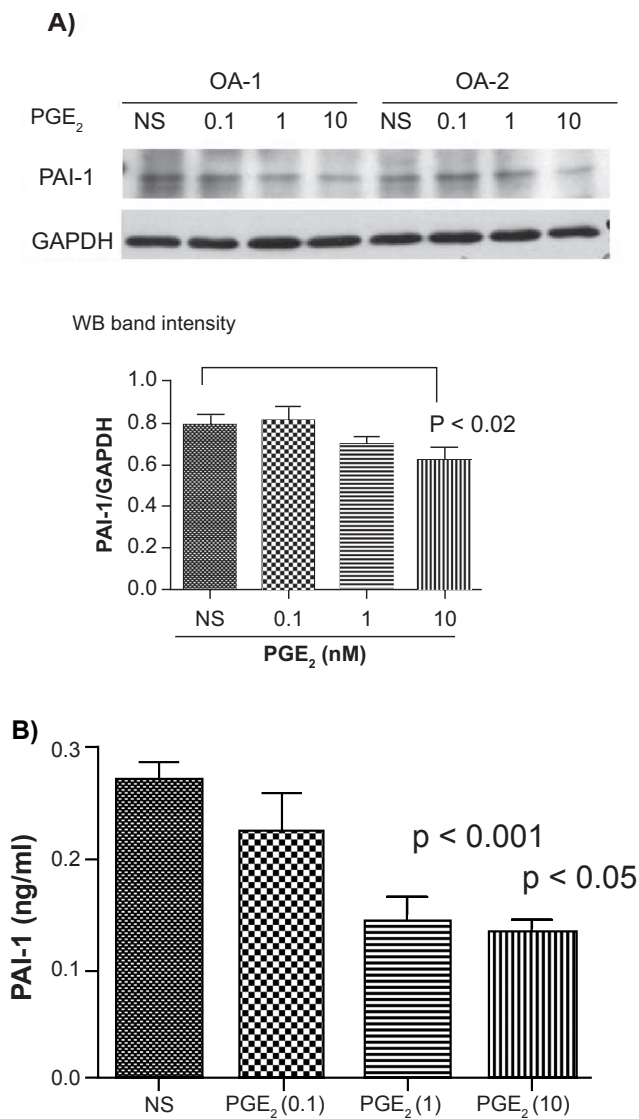 A)
OA-1 OA-2
PGE₂ NS 0.1 1 10 NS 0.1 1 10
PAI-1
GAPDH
WB band intensity
1.0
0.8
0.6
0.4
0.2
0.0
PAI-1/GAPDH
P < 0.02
NS 0.1 1 10
PGE₂ (nM)
B)
0.3
0.2
0.1
0.0
PAI-1 (ng/ml)
p < 0.001
p < 0.05
NS PGE₂(0.1) PGE₂(1) PGE₂(10)